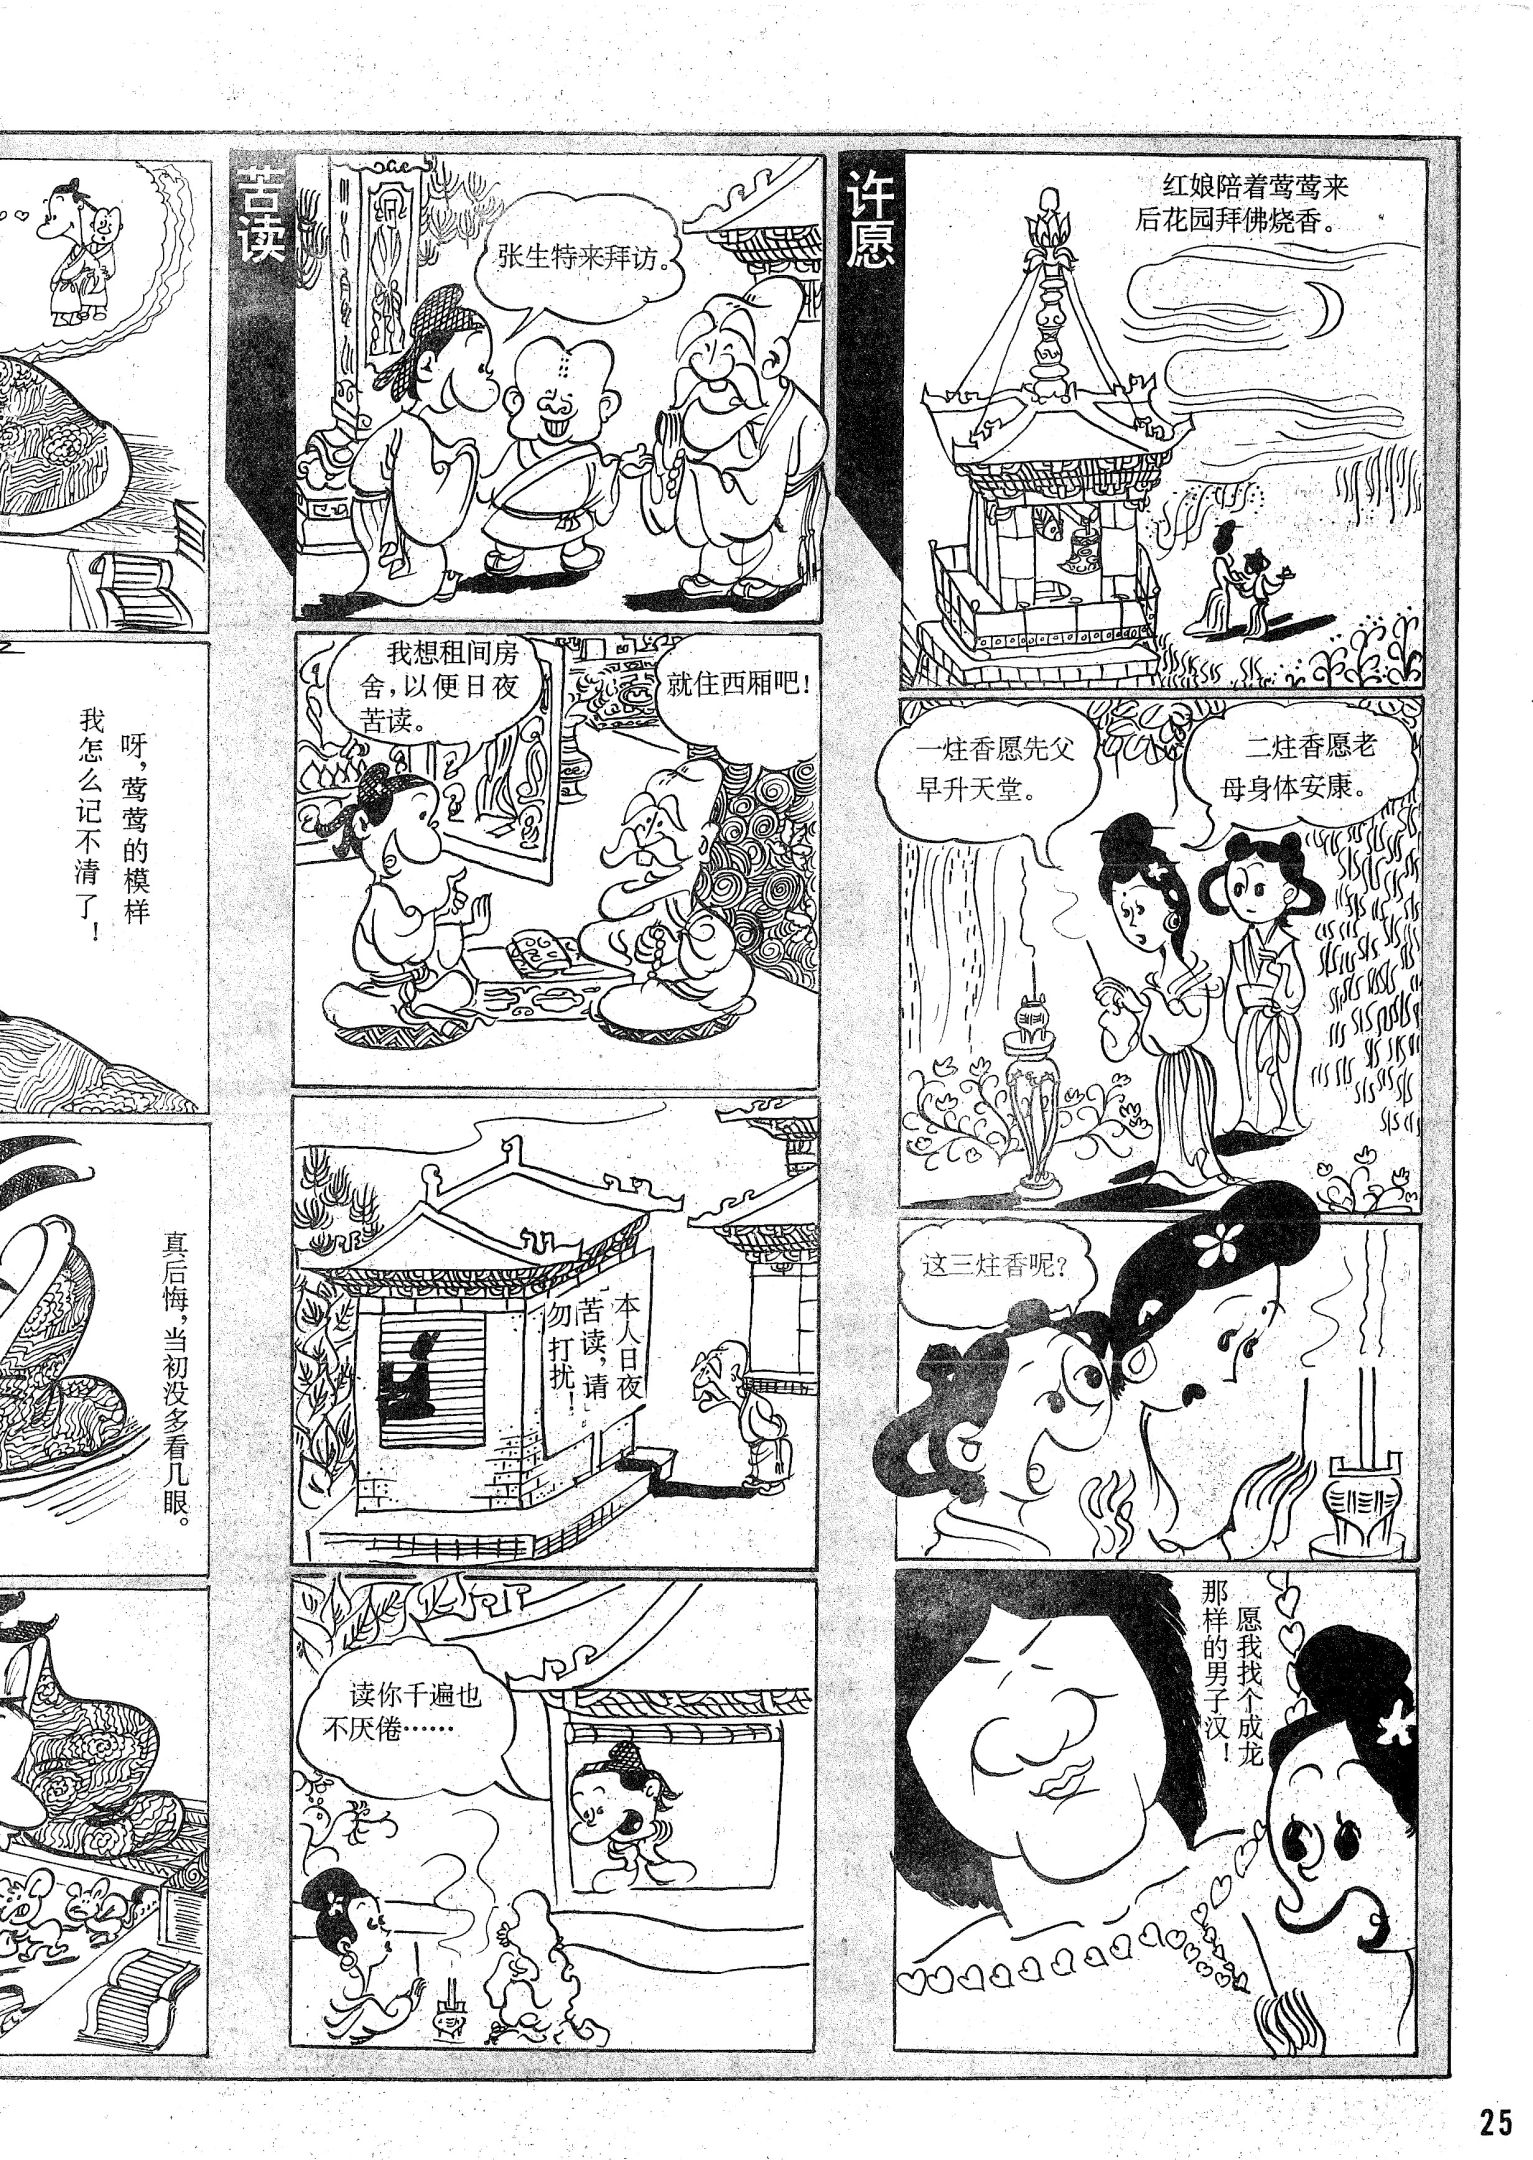 呀，莺莺的模样
我怎么记不清了！
真后悔，当初没多看几眼。
苦读
张生特来拜访。
我想租间房
舍，以便日夜
苦读。
就住西厢吧！
本人日夜
苦读，请
勿打扰！
读你千遍也
不厌倦……
许愿
红娘陪着莺莺来
后花园拜佛烧香。
一炷香愿先父
早升天堂。
二炷香愿老
母身体安康。
这三炷香呢？
愿我找个成龙
那样的男子汉！
25